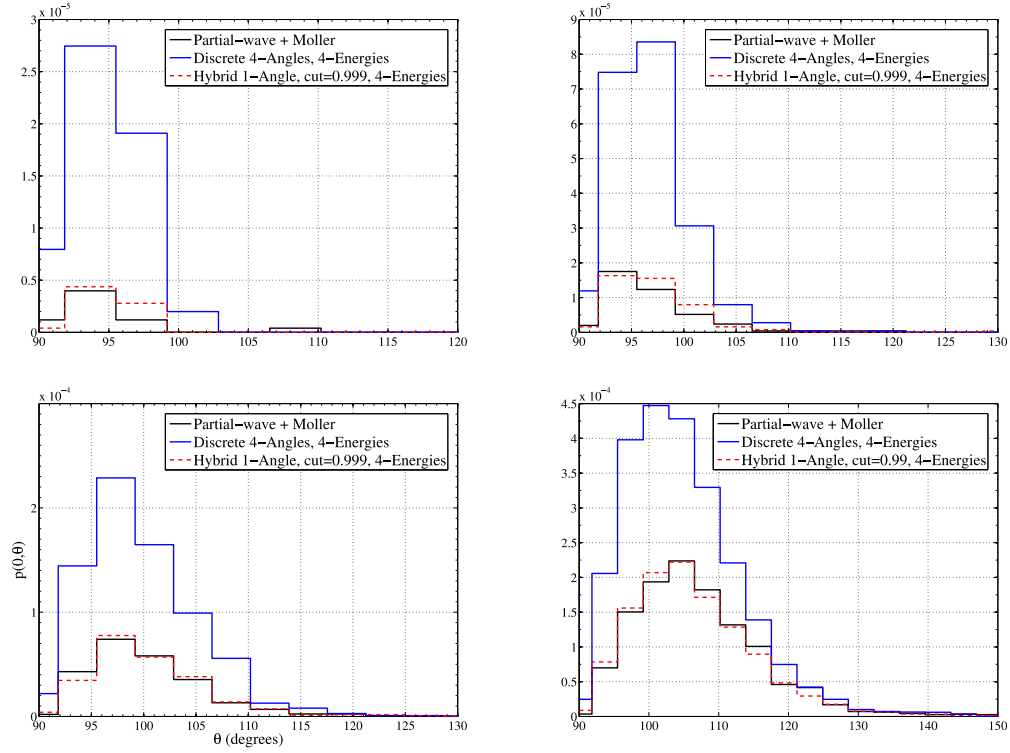 x 10⁻⁵
3
2.5
2
1.5
1
0.5
0
90 95 100 105 110 115 120
Partial−wave + Moller
Discrete 4−Angles, 4−Energies
Hybrid 1−Angle, cut=0.999, 4−Energies
x 10⁻⁵
9
8
7
6
5
4
3
2
1
0
90 95 100 105 110 115 120 125 130
Partial−wave + Moller
Discrete 4−Angles, 4−Energies
Hybrid 1−Angle, cut=0.999, 4−Energies
x 10⁻⁴
2
1
0
90 95 100 105 110 115 120 125 130
p(0,θ)
θ (degrees)
Partial−wave + Moller
Discrete 4−Angles, 4−Energies
Hybrid 1−Angle, cut=0.999, 4−Energies
x 10⁻⁴
4.5
4
3.5
3
2.5
2
1.5
1
0.5
0
90 100 110 120 130 140 150
Partial−wave + Moller
Discrete 4−Angles, 4−Energies
Hybrid 1−Angle, cut=0.99, 4−Energies